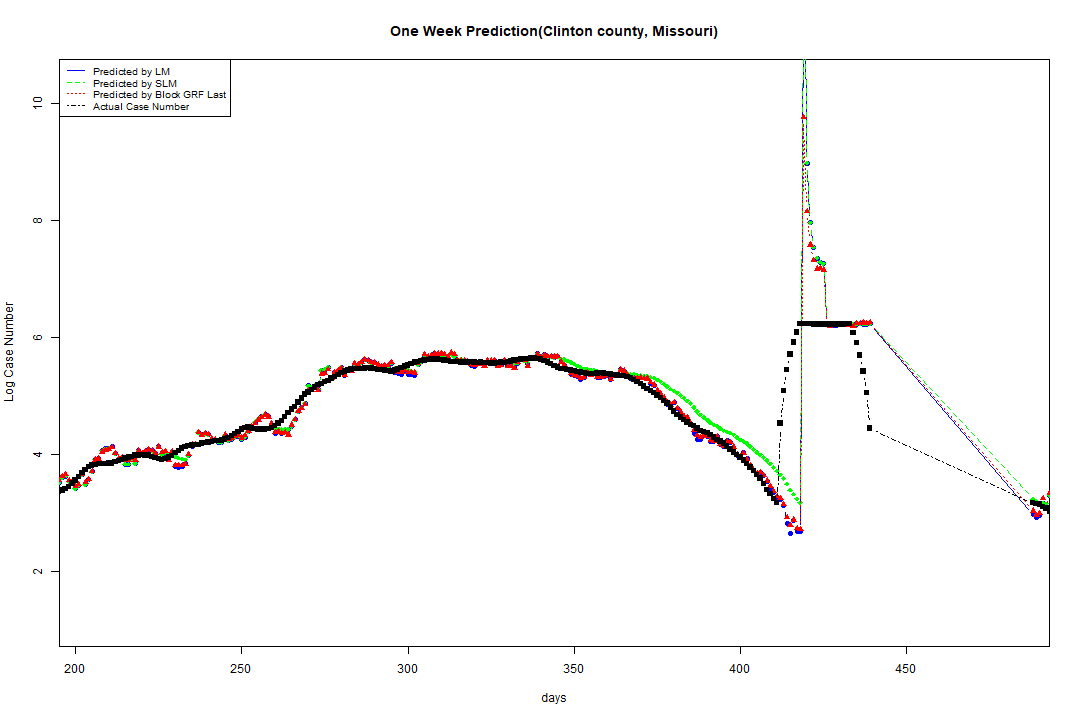 One Week Prediction(Clinton county, Missouri)
Predicted by LM
Predicted by SLM
Predicted by Block GRF Last
Actual Case Number
Log Case Number
10
8
6
4
2
200 250 300 350 400 450
days